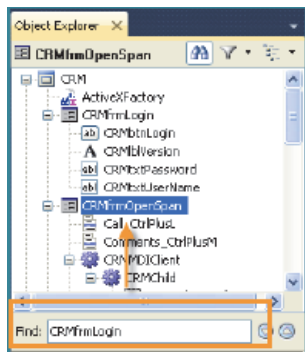 Object Explorer
CRMfrmOpenSpan
CRM
ActiveXFactory
CRMfrmLogin
CRMbtnLogin
CRMlblVersion
CRMtxtPassword
CRMtxtUserName
CRMfrmOpenSpan
Call_CtrlPlusL
Comments_CtrlPlusM
CRMMDIClient
CRMChild
Find: CRMfrmLogin